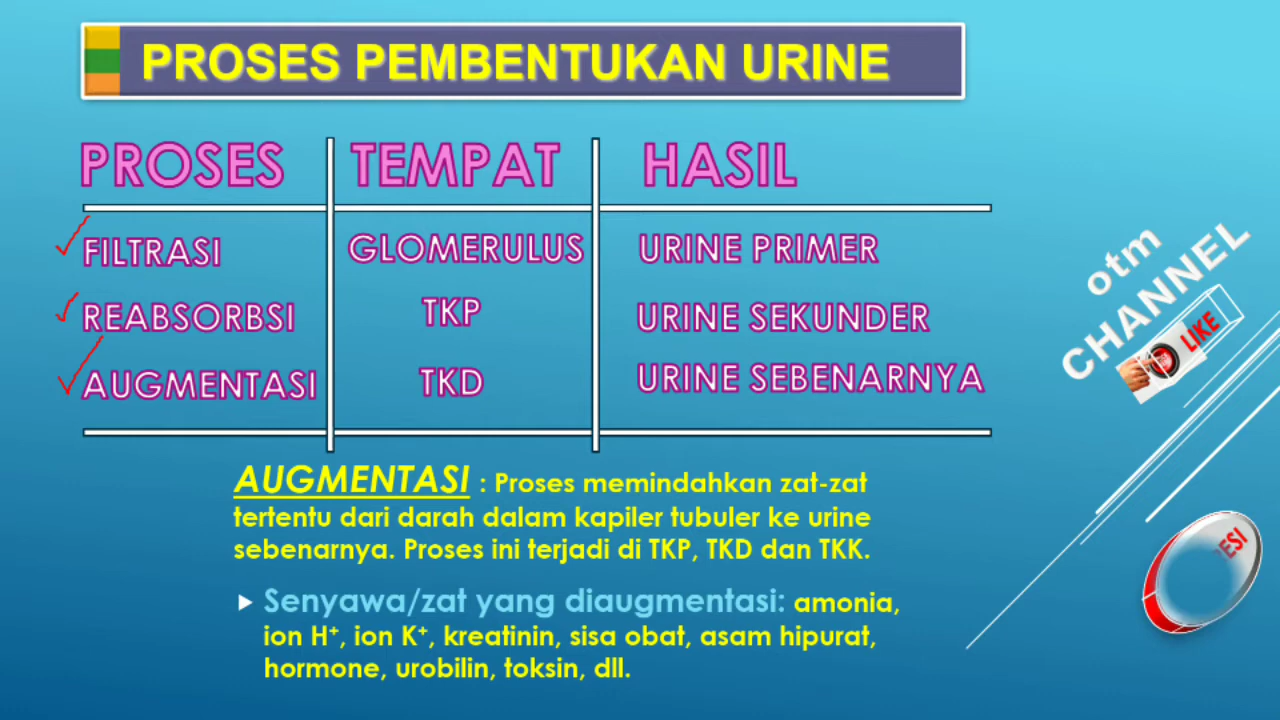 PROSES PEMBENTUKAN URINE
PROSES TEMPAT HASIL
FILTRASI GLOMERULUS URINE PRIMER
REABSORBSI TKP URINE SEKUNDER
AUGMENTASI TKD URINE SEBENARNYA
AUGMENTASI : Proses memindahkan zat-zat
tertentu dari darah dalam kapiler tubuler ke urine
sebenarnya. Proses ini terjadi di TKP, TKD dan TKK.
Senyawa/zat yang diaugmentasi: amonia,
ion H⁺, ion K⁺, kreatinin, sisa obat, asam hipurat,
hormone, urobilin, toksin, dll.
otm
CHANNEL
LIKE